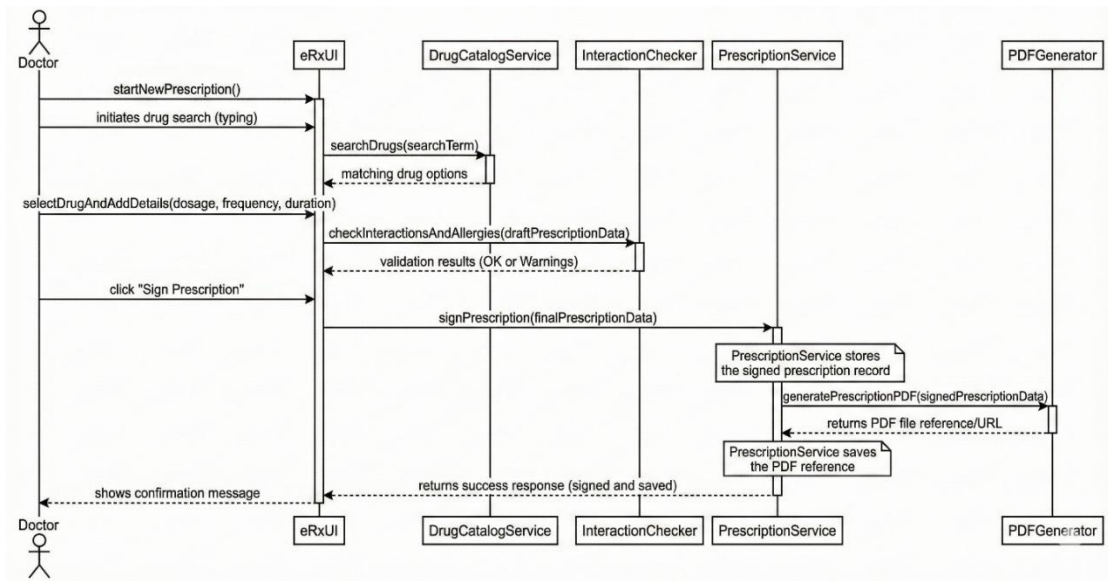 Doctor
eRxUI
DrugCatalogService
InteractionChecker
PrescriptionService
PDFGenerator
startNewPrescription()
initiates drug search (typing)
searchDrugs(searchTerm)
matching drug options
selectDrugAndAddDetails(dosage, frequency, duration)
checkInteractionsAndAllergies(draftPrescriptionData)
validation results (OK or Warnings)
click "Sign Prescription"
signPrescription(finalPrescriptionData)
PrescriptionService stores
the signed prescription record
generatePrescriptionPDF(signedPrescriptionData)
returns PDF file reference/URL
PrescriptionService saves
the PDF reference
returns success response (signed and saved)
shows confirmation message
Doctor
eRxUI
DrugCatalogService
InteractionChecker
PrescriptionService
PDFGenerator